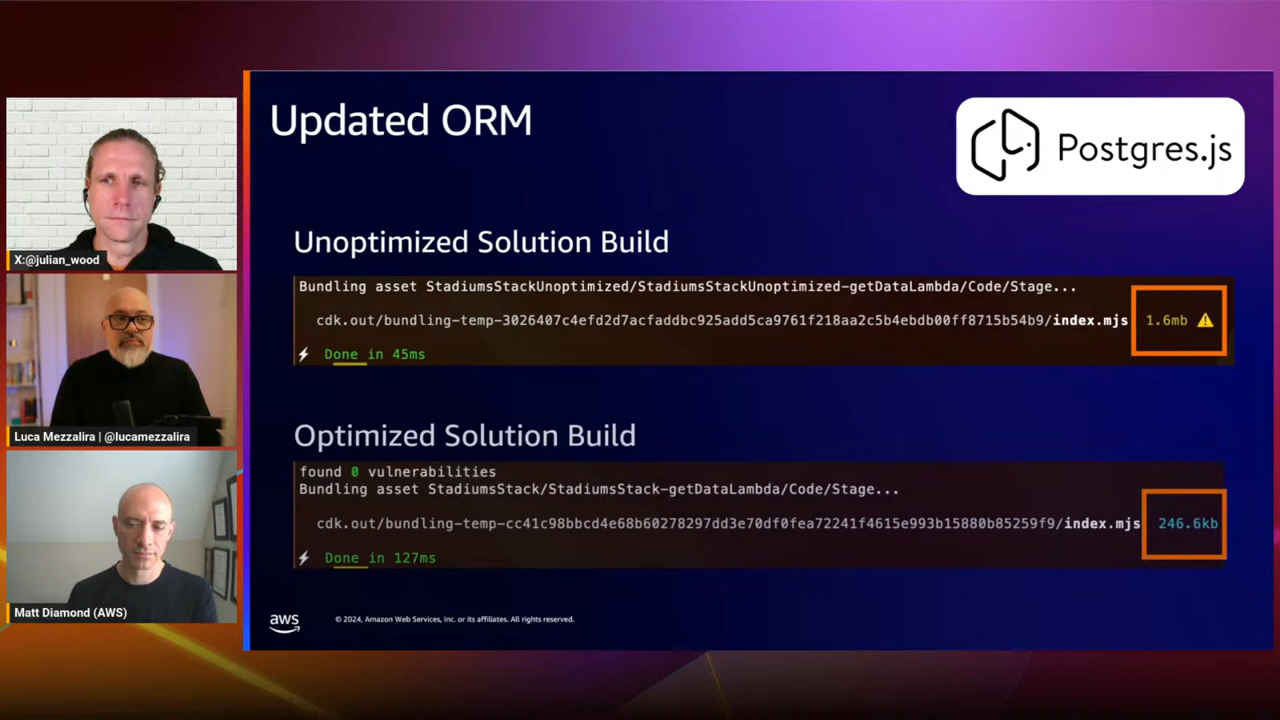 X:@julian_wood
Luca Mezzalira | @lucamezzalira
Matt Diamond (AWS)
Updated ORM
Postgres.js
Unoptimized Solution Build
Bundling asset StadiumsStackUnoptimized/StadiumsStackUnoptimized-getDataLambda/Code/Stage...
cdk.out/bundling-temp-3026407c4efd2d7acfaddbc925add5ca9761f218aa2c5b4ebdb00ff8715b54b9/index.mjs 1.6mb ⚠
⚡ Done in 45ms
Optimized Solution Build
found 0 vulnerabilities
Bundling asset StadiumsStack/StadiumsStack-getDataLambda/Code/Stage...
cdk.out/bundling-temp-cc41c98bbcd4e68b60278297dd3e70df0fea72241f4615e993b15880b85259f9/index.mjs 246.6kb
⚡ Done in 127ms
aws
© 2024, Amazon Web Services, Inc. or its affiliates. All rights reserved.